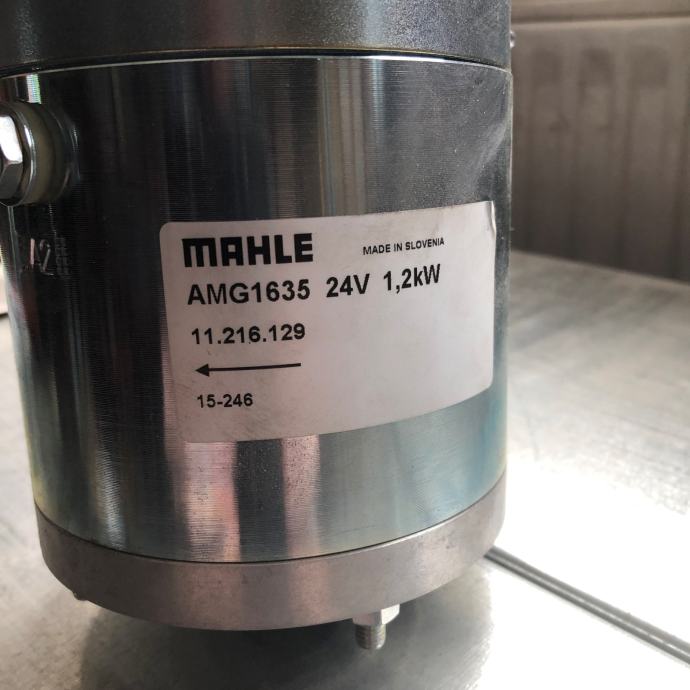 MAHLE MADE IN SLOVENIA
AMG1635 24V 1,2kW
11.216.129
15-246